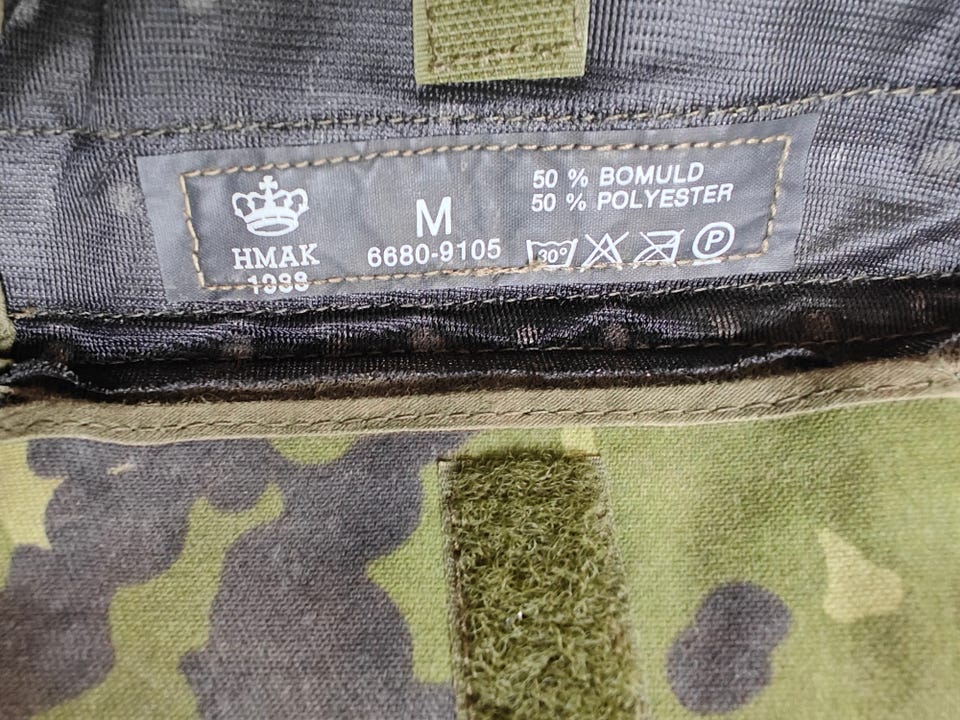 HMAK
1988
M
6680-9105
50 % BOMULD
50 % POLYESTER
30°
P